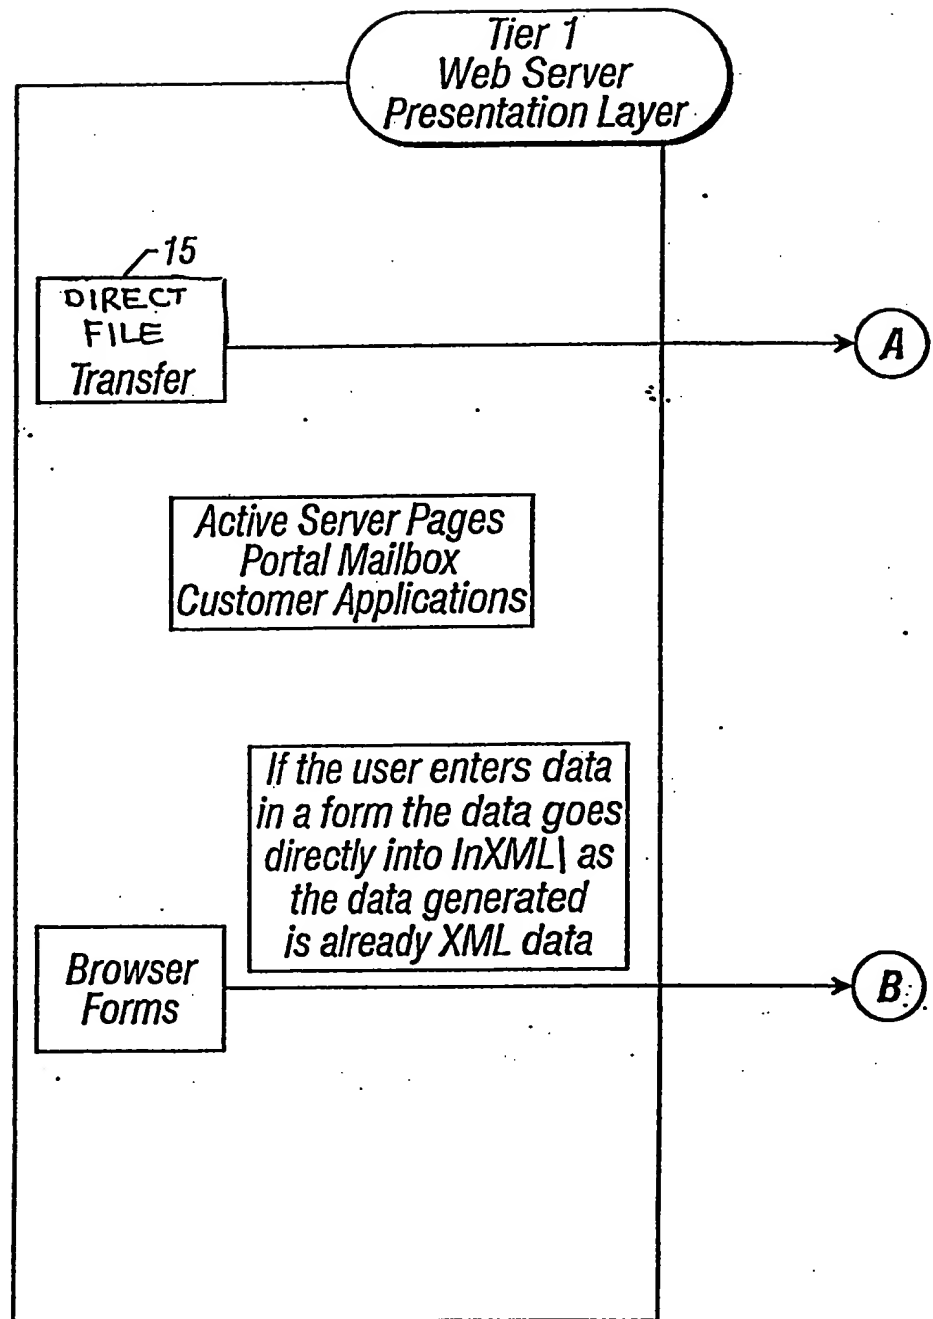 Tier 1
Web Server
Presentation Layer
15
DIRECT
FILE
Transfer
A
Active Server Pages
Portal Mailbox
Customer Applications
If the user enters data
in a form the data goes
directly into InXML\ as
the data generated
is already XML data
Browser
Forms
B